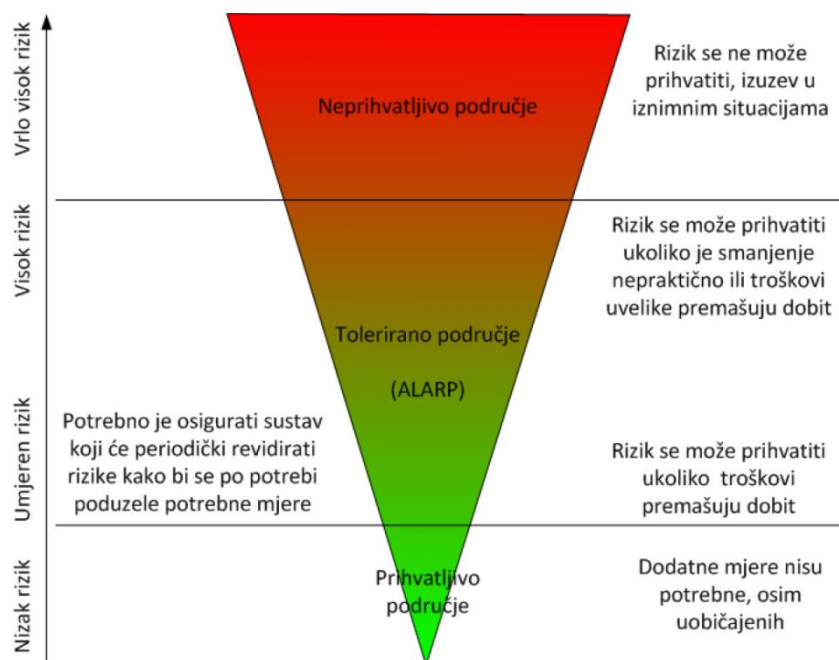 Vrlo visok rizik
Neprihvatljivo područje
Rizik se ne može
prihvatiti, izuzev u
iznimnim situacijama
Visok rizik
Rizik se može prihvatiti
ukoliko je smanjenje
nepraktično ili troškovi
uvelike premašuju dobit
Tolerirano područje
(ALARP)
Umjeren rizik
Potrebno je osigurati sustav
koji će periodički revidirati
rizike kako bi se po potrebi
poduzele potrebne mjere
Rizik se može prihvatiti
ukoliko troškovi
premašuju dobit
Nizak rizik
Prihvatljivo
područje
Dodatne mjere nisu
potrebne, osim
uobičajenih